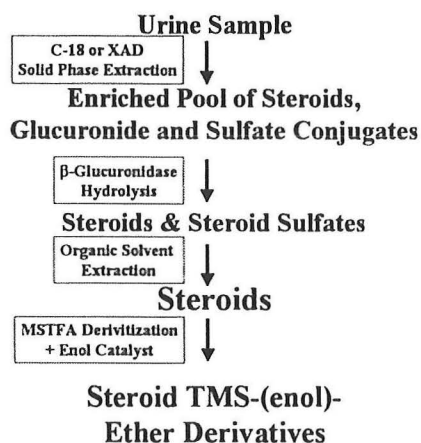 Urine Sample
C-18 or XAD
Solid Phase Extraction
Enriched Pool of Steroids,
Glucuronide and Sulfate Conjugates
β-Glucuronidase
Hydrolysis
Steroids & Steroid Sulfates
Organic Solvent
Extraction
Steroids
MSTFA Derivitization
+ Enol Catalyst
Steroid TMS-(enol)-
Ether Derivatives